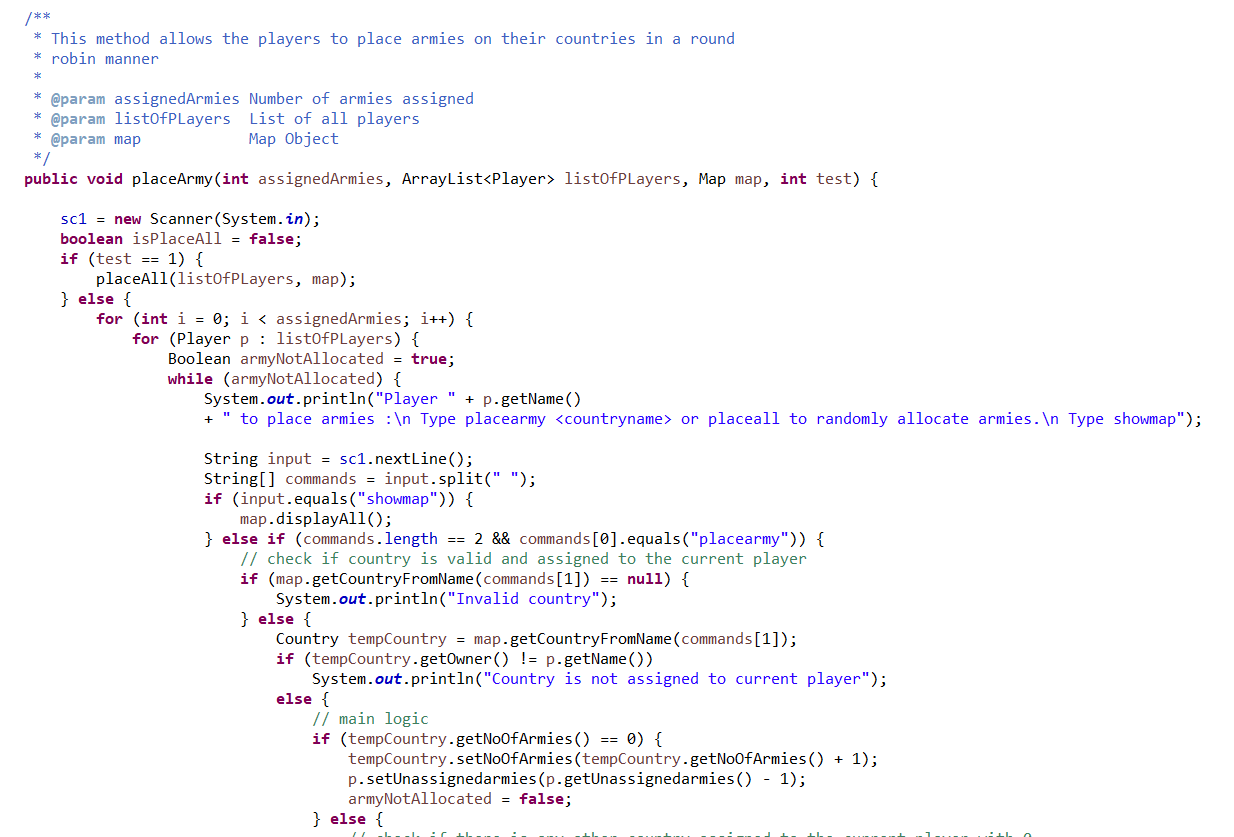 /**
 * This method allows the players to place armies on their countries in a round
 * robin manner
 *
 * @param assignedArmies Number of armies assigned
 * @param listOfPLayers  List of all players
 * @param map            Map Object
 */
public void placeArmy(int assignedArmies, ArrayList<Player> listOfPLayers, Map map, int test) {

    sc1 = new Scanner(System.in);
    boolean isPlaceAll = false;
    if (test == 1) {
        placeAll(listOfPLayers, map);
    } else {
        for (int i = 0; i < assignedArmies; i++) {
            for (Player p : listOfPLayers) {
                Boolean armyNotAllocated = true;
                while (armyNotAllocated) {
                    System.out.println("Player " + p.getName()
                    + " to place armies :\n Type placearmy <countryname> or placeall to randomly allocate armies.\n Type showmap");

                    String input = sc1.nextLine();
                    String[] commands = input.split(" ");
                    if (input.equals("showmap")) {
                        map.displayAll();
                    } else if (commands.length == 2 && commands[0].equals("placearmy")) {
                        // check if country is valid and assigned to the current player
                        if (map.getCountryFromName(commands[1]) == null) {
                            System.out.println("Invalid country");
                        } else {
                            Country tempCountry = map.getCountryFromName(commands[1]);
                            if (tempCountry.getOwner() != p.getName())
                                System.out.println("Country is not assigned to current player");
                            else {
                                // main logic
                                if (tempCountry.getNoOfArmies() == 0) {
                                    tempCountry.setNoOfArmies(tempCountry.getNoOfArmies() + 1);
                                    p.setUnassignedarmies(p.getUnassignedarmies() - 1);
                                    armyNotAllocated = false;
                                } else {